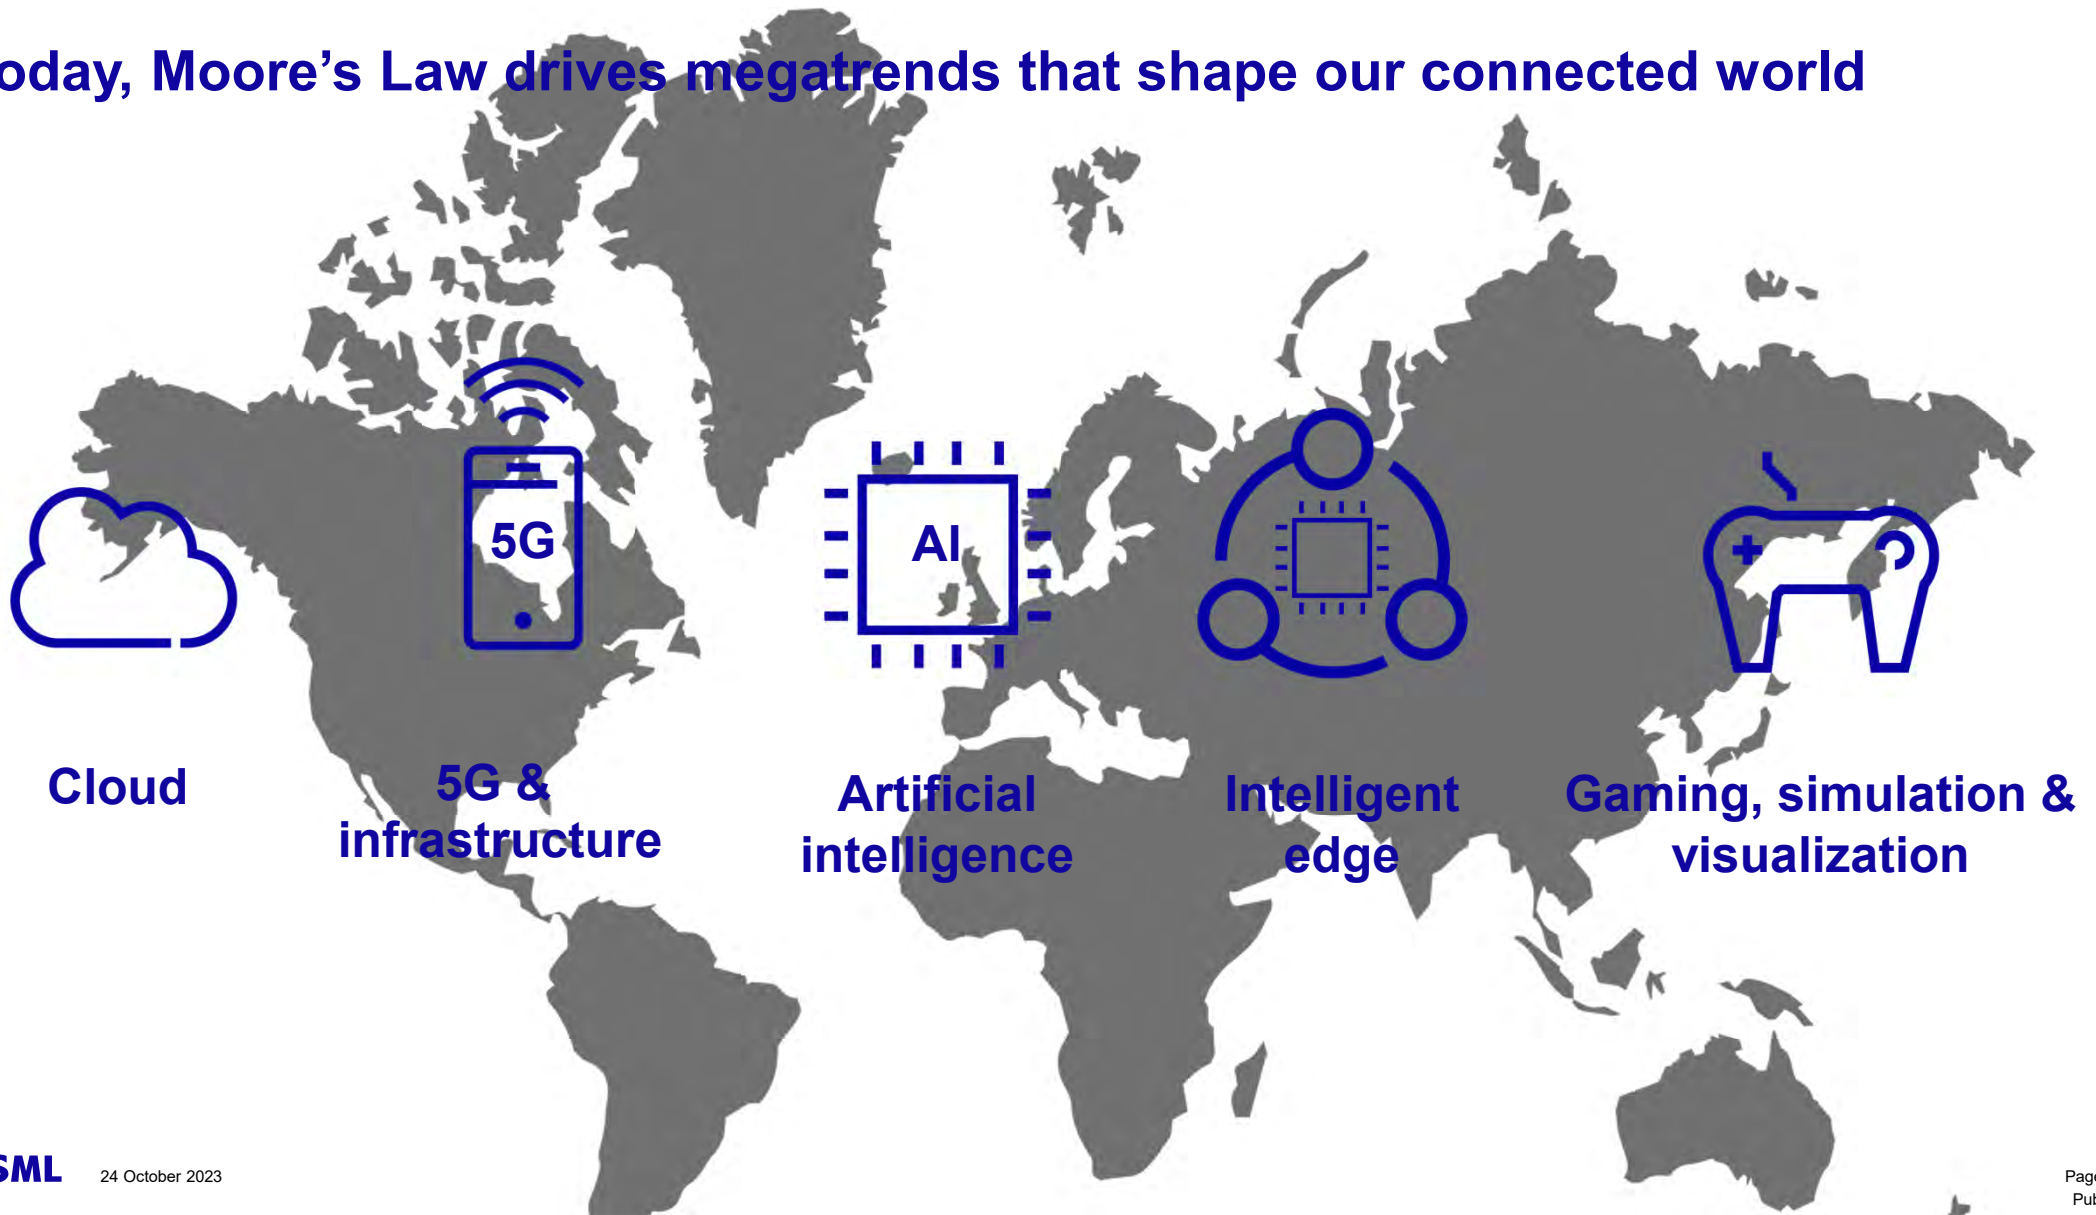 oday, Moore's Law drives megatrends that shape our connected world
5G
AI
Cloud
5G &
infrastructure
Artificial
intelligence
Intelligent
edge
Gaming, simulation &
visualization
SML
24 October 2023
Page
Pub